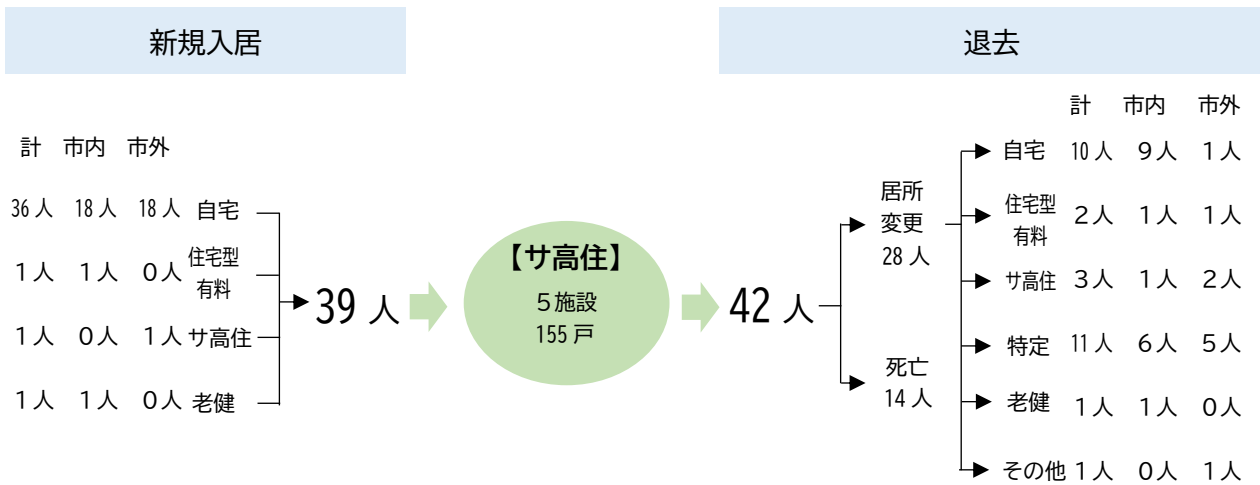 新規入居
計 市内 市外
36人 18人 18人 自宅
1人 1人 0人 住宅型
有料
1人 0人 1人 サ高住
1人 1人 0人 老健
39人
【サ高住】
5施設
155戸
退去
42人
居所
変更
28人
死亡
14人
計 市内 市外
自宅 10人 9人 1人
住宅型
有料 2人 1人 1人
サ高住 3人 1人 2人
特定 11人 6人 5人
老健 1人 1人 0人
その他 1人 0人 1人